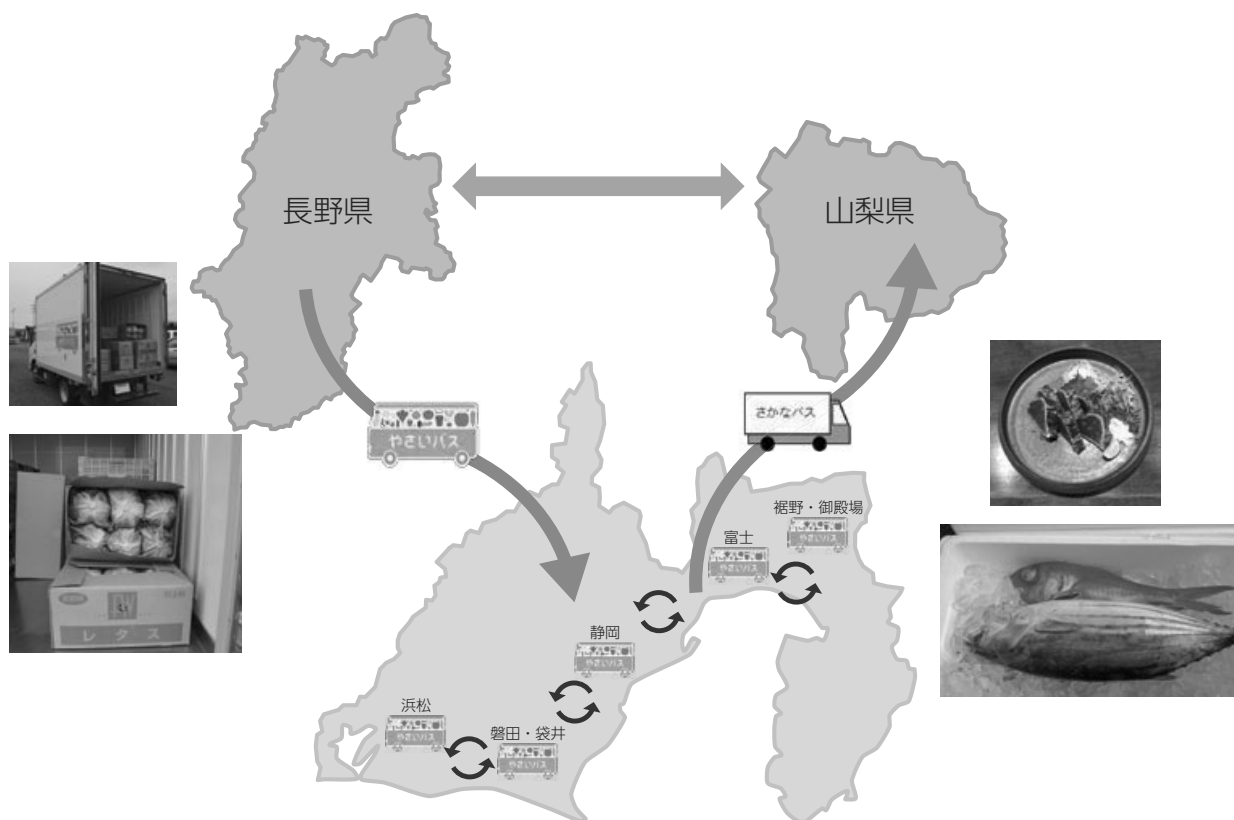 長野県
山梨県
やさいバス
さかなバス
裾野・御殿場
やさいバス
富士
やさいバス
静岡
やさいバス
浜松
やさいバス
磐田・袋井
やさいバス
レタス